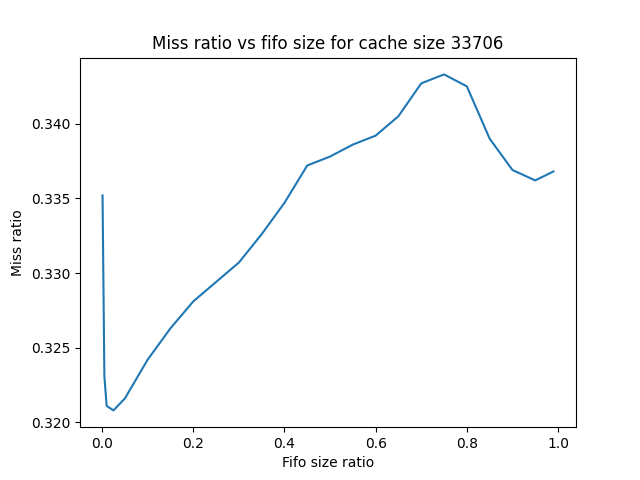 Miss ratio vs fifo size for cache size 33706
Miss ratio
0.340
0.335
0.330
0.325
0.320
0.0 0.2 0.4 0.6 0.8 1.0
Fifo size ratio